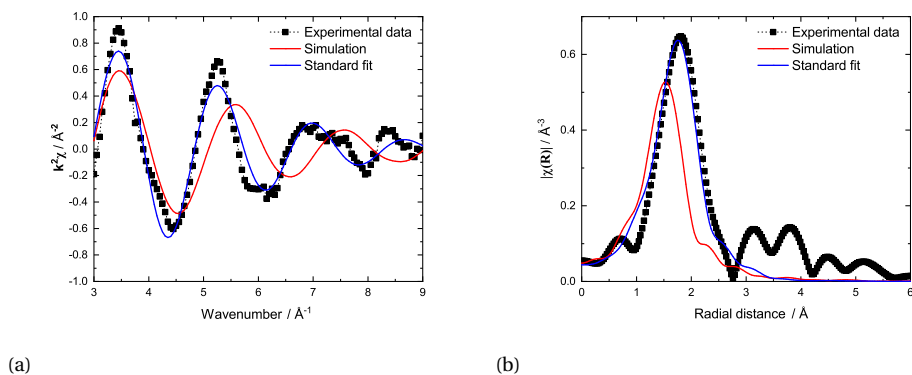 1.0
0.8
0.6
0.4
0.2
0.0
-0.2
-0.4
-0.6
-0.8
-1.0
k²χ / Å⁻²
Experimental data
Simulation
Standard fit
3 4 5 6 7 8 9
Wavenumber / Å⁻¹
(a)
0.6
0.4
0.2
0.0
|χ(R)| / Å⁻³
Experimental data
Simulation
Standard fit
0 1 2 3 4 5 6
Radial distance / Å
(b)